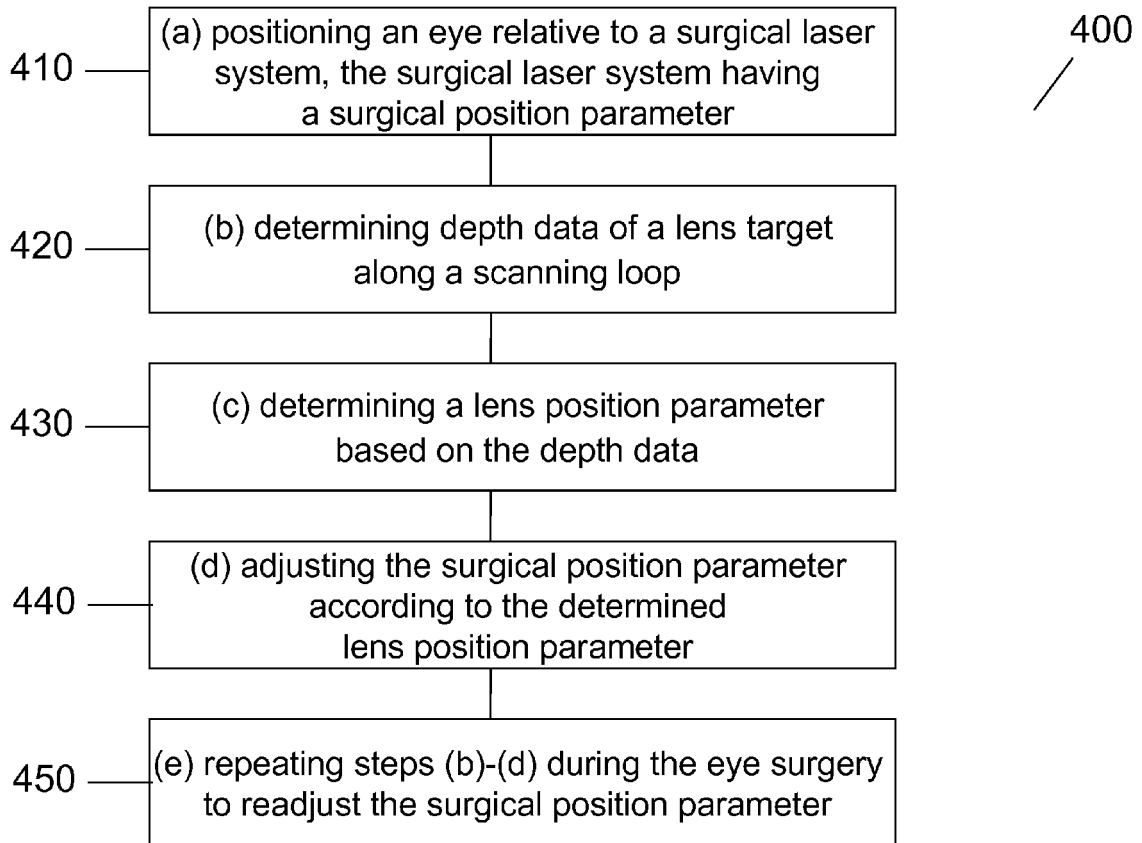 400
410
(a) positioning an eye relative to a surgical laser
system, the surgical laser system having
a surgical position parameter
420
(b) determining depth data of a lens target
along a scanning loop
430
(c) determining a lens position parameter
based on the depth data
440
(d) adjusting the surgical position parameter
according to the determined
lens position parameter
450
(e) repeating steps (b)-(d) during the eye surgery
to readjust the surgical position parameter